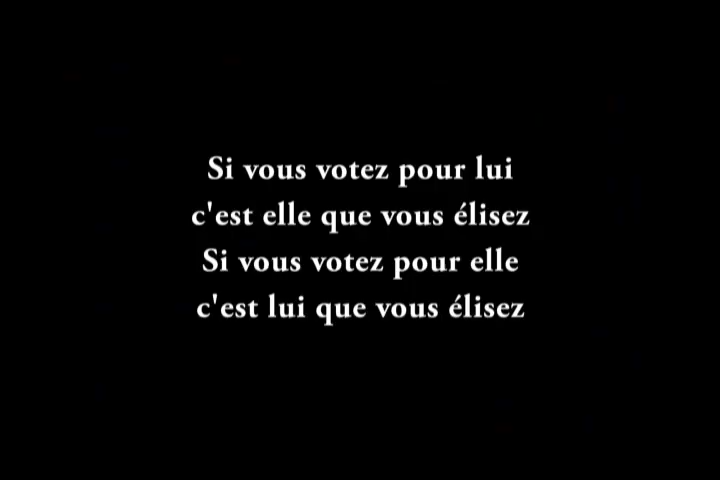 Si vous votez pour lui
c'est elle que vous élisez
Si vous votez pour elle
c'est lui que vous élisez